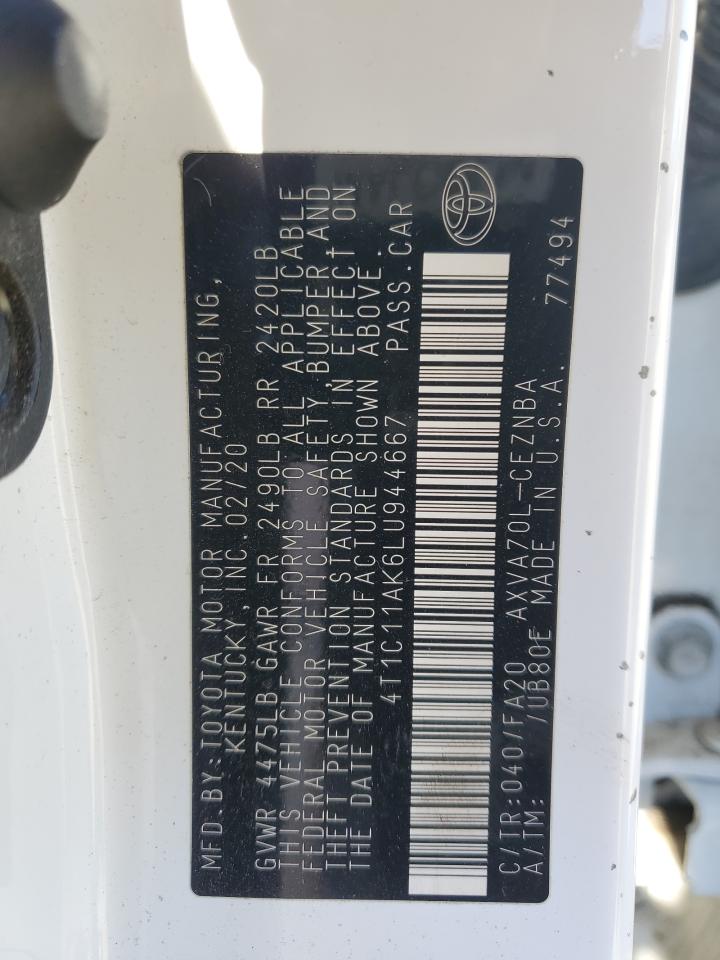 MFD. BY: TOYOTA MOTOR MANUFACTURING,
KENTUCKY, INC. 02/20
GVWR 4475LB GAWR FR 2490LB RR 2420LB
THIS VEHICLE CONFORMS TO ALL APPLICABLE
FEDERAL MOTOR VEHICLE SAFETY, BUMPER, AND
THEFT PREVENTION STANDARDS IN EFFECT ON
THE DATE OF MANUFACTURE SHOWN ABOVE.
4T1C11AK6LU944667 PASS.CAR
C/TR:040/FA20 AXVA70L-CEZNBA
A/TM: /UB80E MADE IN U.S.A. 77494